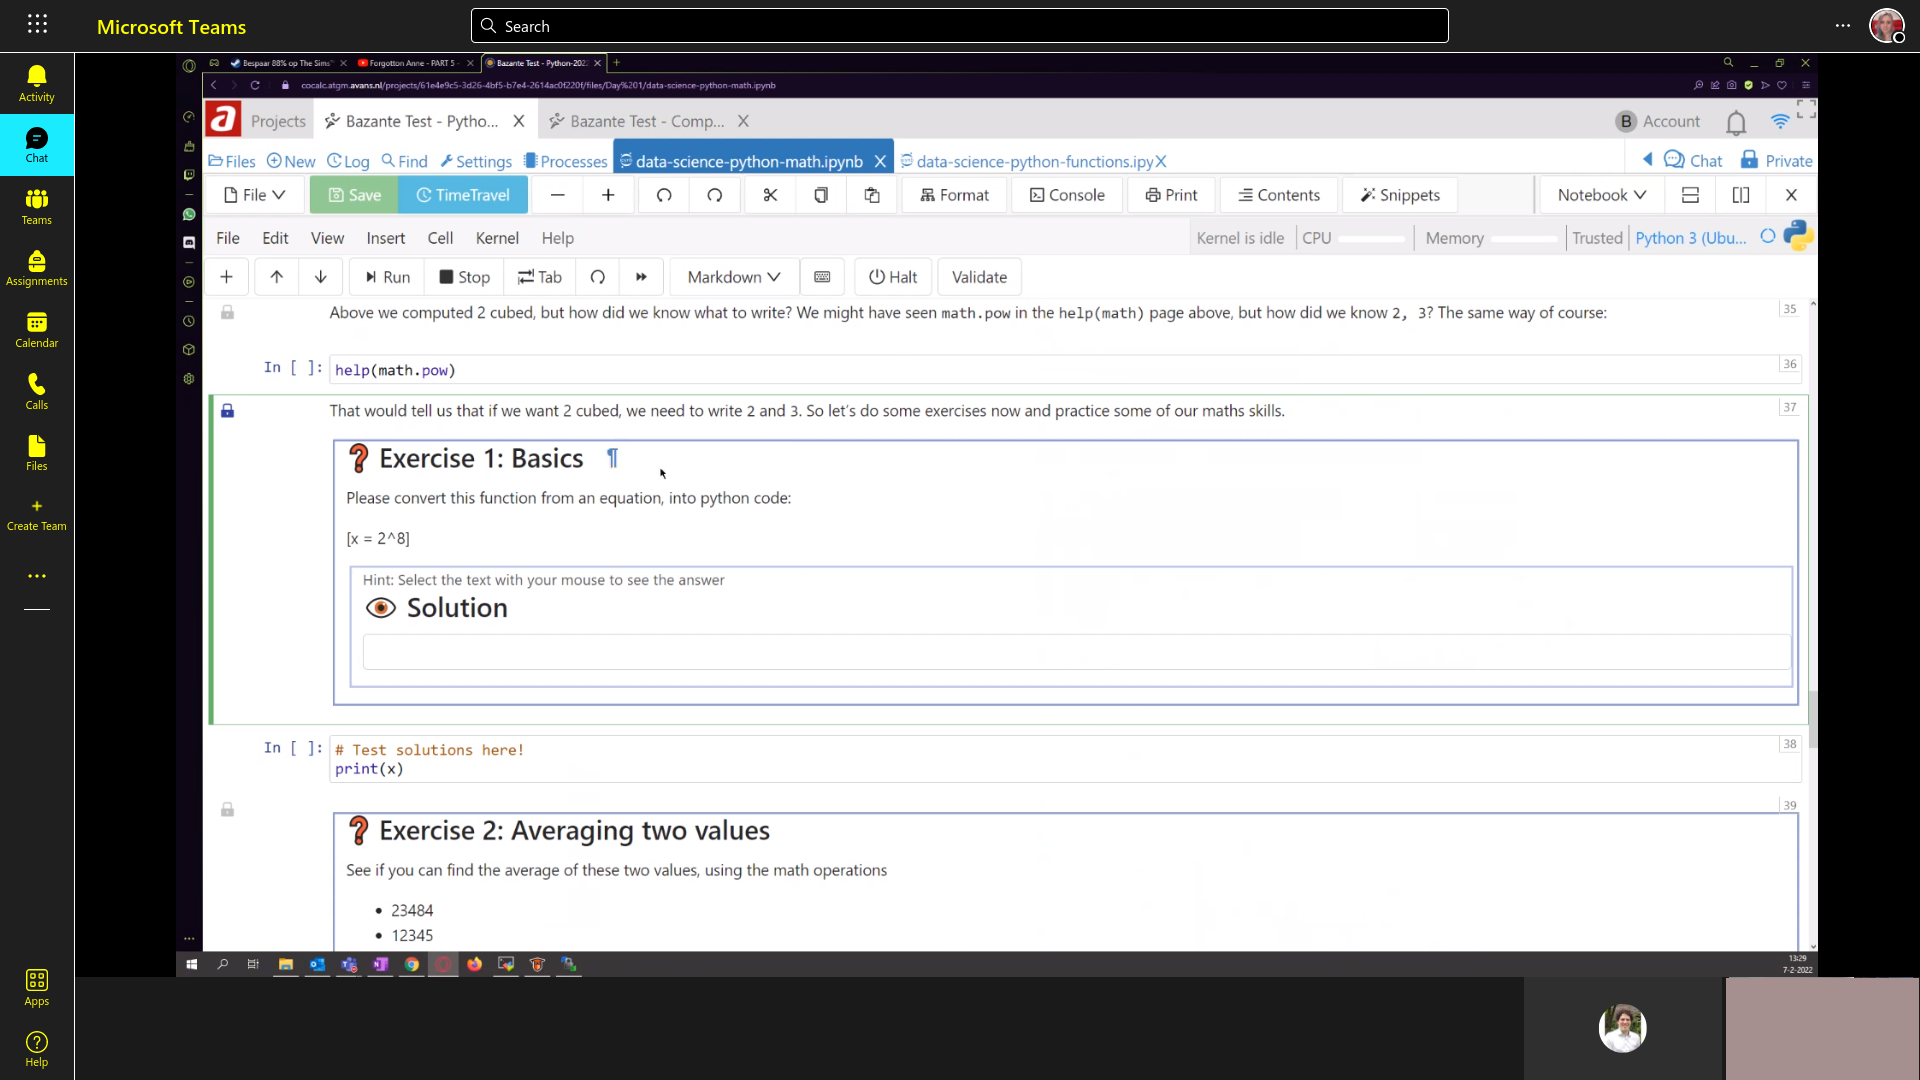 Microsoft Teams
Search
Activity
Chat
Teams
Assignments
Calendar
Calls
Files
Create Team
Apps
Help
Bespaar 88% op The Sims™
Forgotton Anne - PART 5 -
Bazante Test - Python-202
cocalc.atgm.avans.nl/projects/61e4e9c5-3d26-4bf5-b7e4-2614ac0f220f/files/Day%201/data-science-python-math.ipynb
a Projects Bazante Test - Pytho... Bazante Test - Comp... B Account
Files New Log Find Settings Processes data-science-python-math.ipynb data-science-python-functions.ipy Chat Private
File Save TimeTravel Format Console Print Contents Snippets Notebook
File Edit View Insert Cell Kernel Help Kernel is idle CPU Memory Trusted Python 3 (Ubu...
Run Stop Tab Markdown Halt Validate
Above we computed 2 cubed, but how did we know what to write? We might have seen math.pow in the help(math) page above, but how did we know 2, 3? The same way of course: 35
In [ ]: help(math.pow) 36
That would tell us that if we want 2 cubed, we need to write 2 and 3. So let's do some exercises now and practice some of our maths skills. 37
❓ Exercise 1: Basics ¶
Please convert this function from an equation, into python code:
[x = 2^8]
Hint: Select the text with your mouse to see the answer
Solution
In [ ]: # Test solutions here! 38
print(x)
39
❓ Exercise 2: Averaging two values
See if you can find the average of these two values, using the math operations
• 23484
• 12345
13:29
7-2-2022